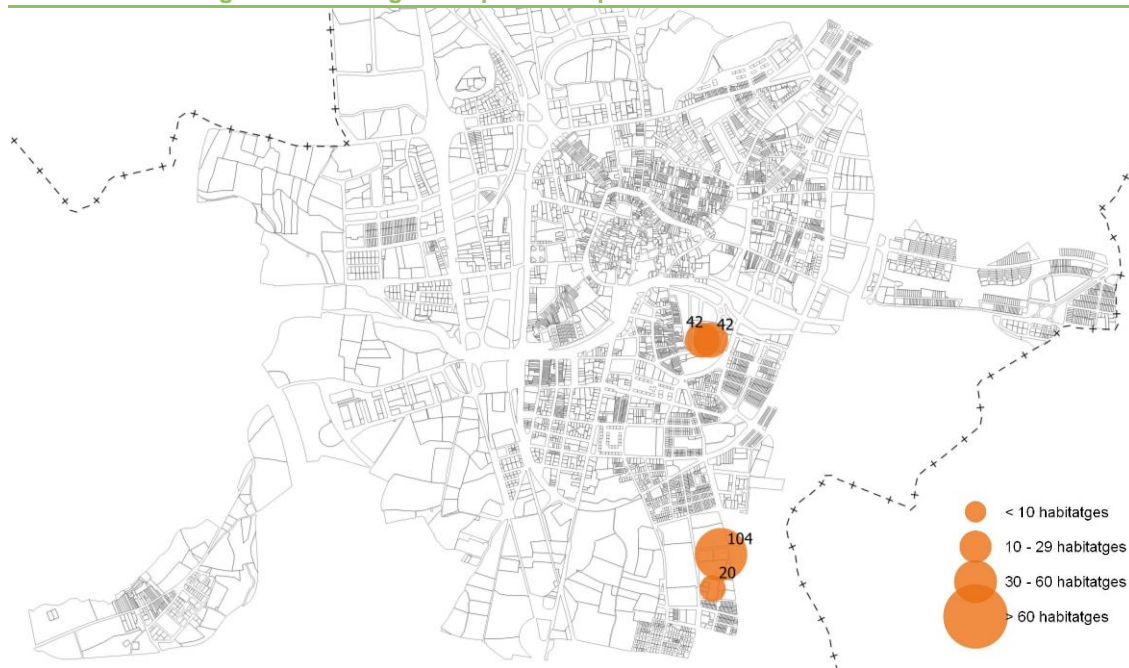 42 42
104
20
< 10 habitatges
10 - 29 habitatges
30 - 60 habitatges
> 60 habitatges